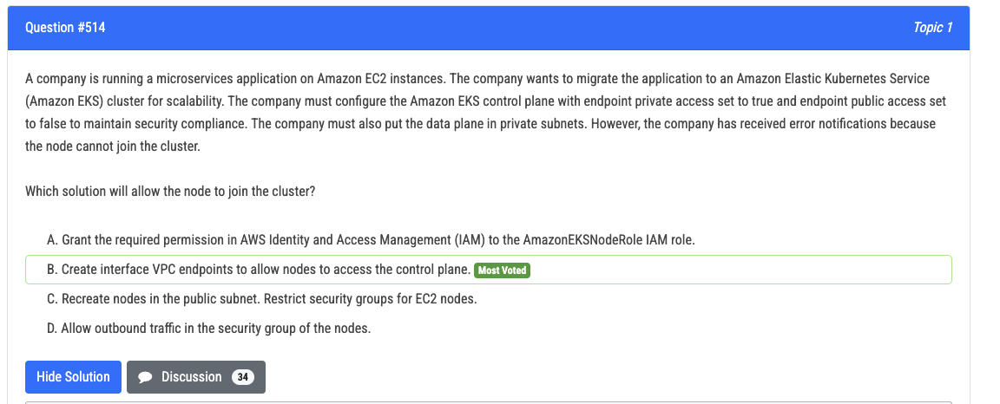 Question #514
Topic 1
A company is running a microservices application on Amazon EC2 instances. The company wants to migrate the application to an Amazon Elastic Kubernetes Service
(Amazon EKS) cluster for scalability. The company must configure the Amazon EKS control plane with endpoint private access set to true and endpoint public access set
to false to maintain security compliance. The company must also put the data plane in private subnets. However, the company has received error notifications because
the node cannot join the cluster.
Which solution will allow the node to join the cluster?
A. Grant the required permission in AWS Identity and Access Management (IAM) to the AmazonEKSNodeRole IAM role.
B. Create interface VPC endpoints to allow nodes to access the control plane. Most Voted
C. Recreate nodes in the public subnet. Restrict security groups for EC2 nodes.
D. Allow outbound traffic in the security group of the nodes.
Hide Solution
Discussion 34